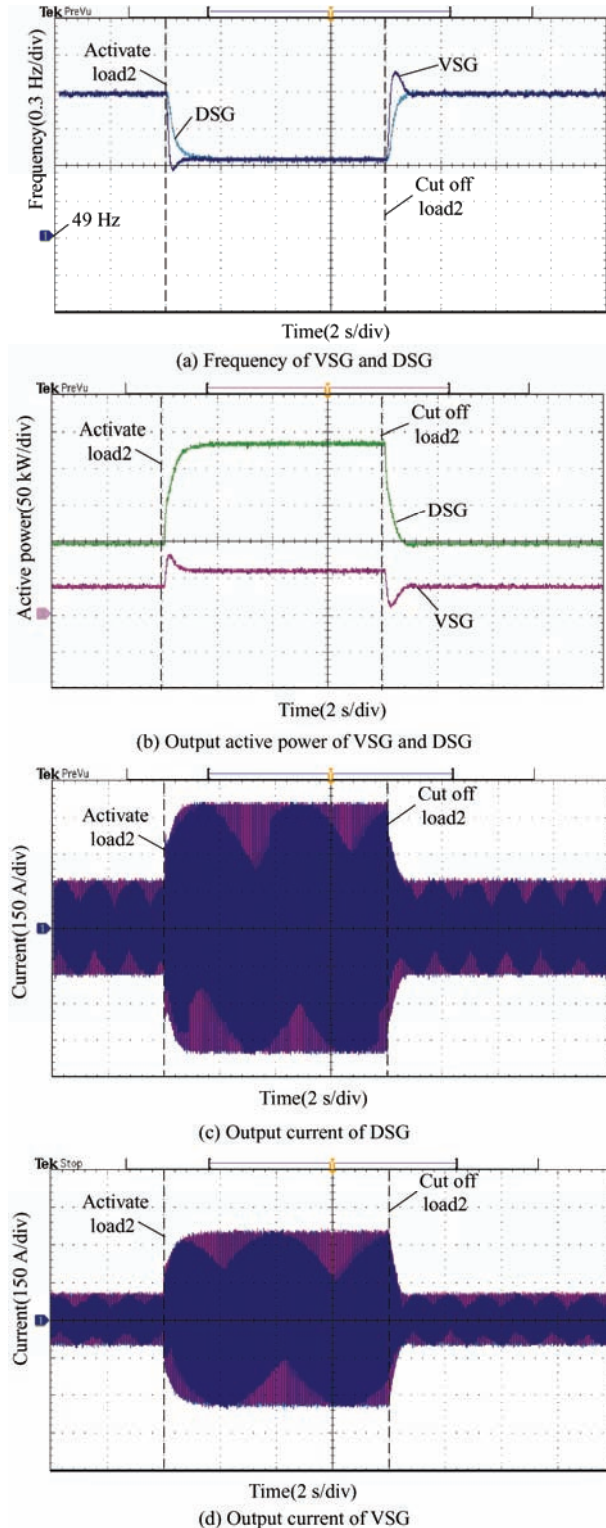 Tek PreVu
Activate
load2
VSG
DSG
Cut off
load2
49 Hz
1
Frequency(0.3 Hz/div)
Time(2 s/div)
(a) Frequency of VSG and DSG
Tek PreVu
Activate
load2
Cut off
load2
DSG
VSG
Active power(50 kW/div)
Time(2 s/div)
(b) Output active power of VSG and DSG
Tek PreVu
Activate
load2
Cut off
load2
1
Current(150 A/div)
Time(2 s/div)
(c) Output current of DSG
Tek Stop
Activate
load2
Cut off
load2
1
Current(150 A/div)
Time(2 s/div)
(d) Output current of VSG